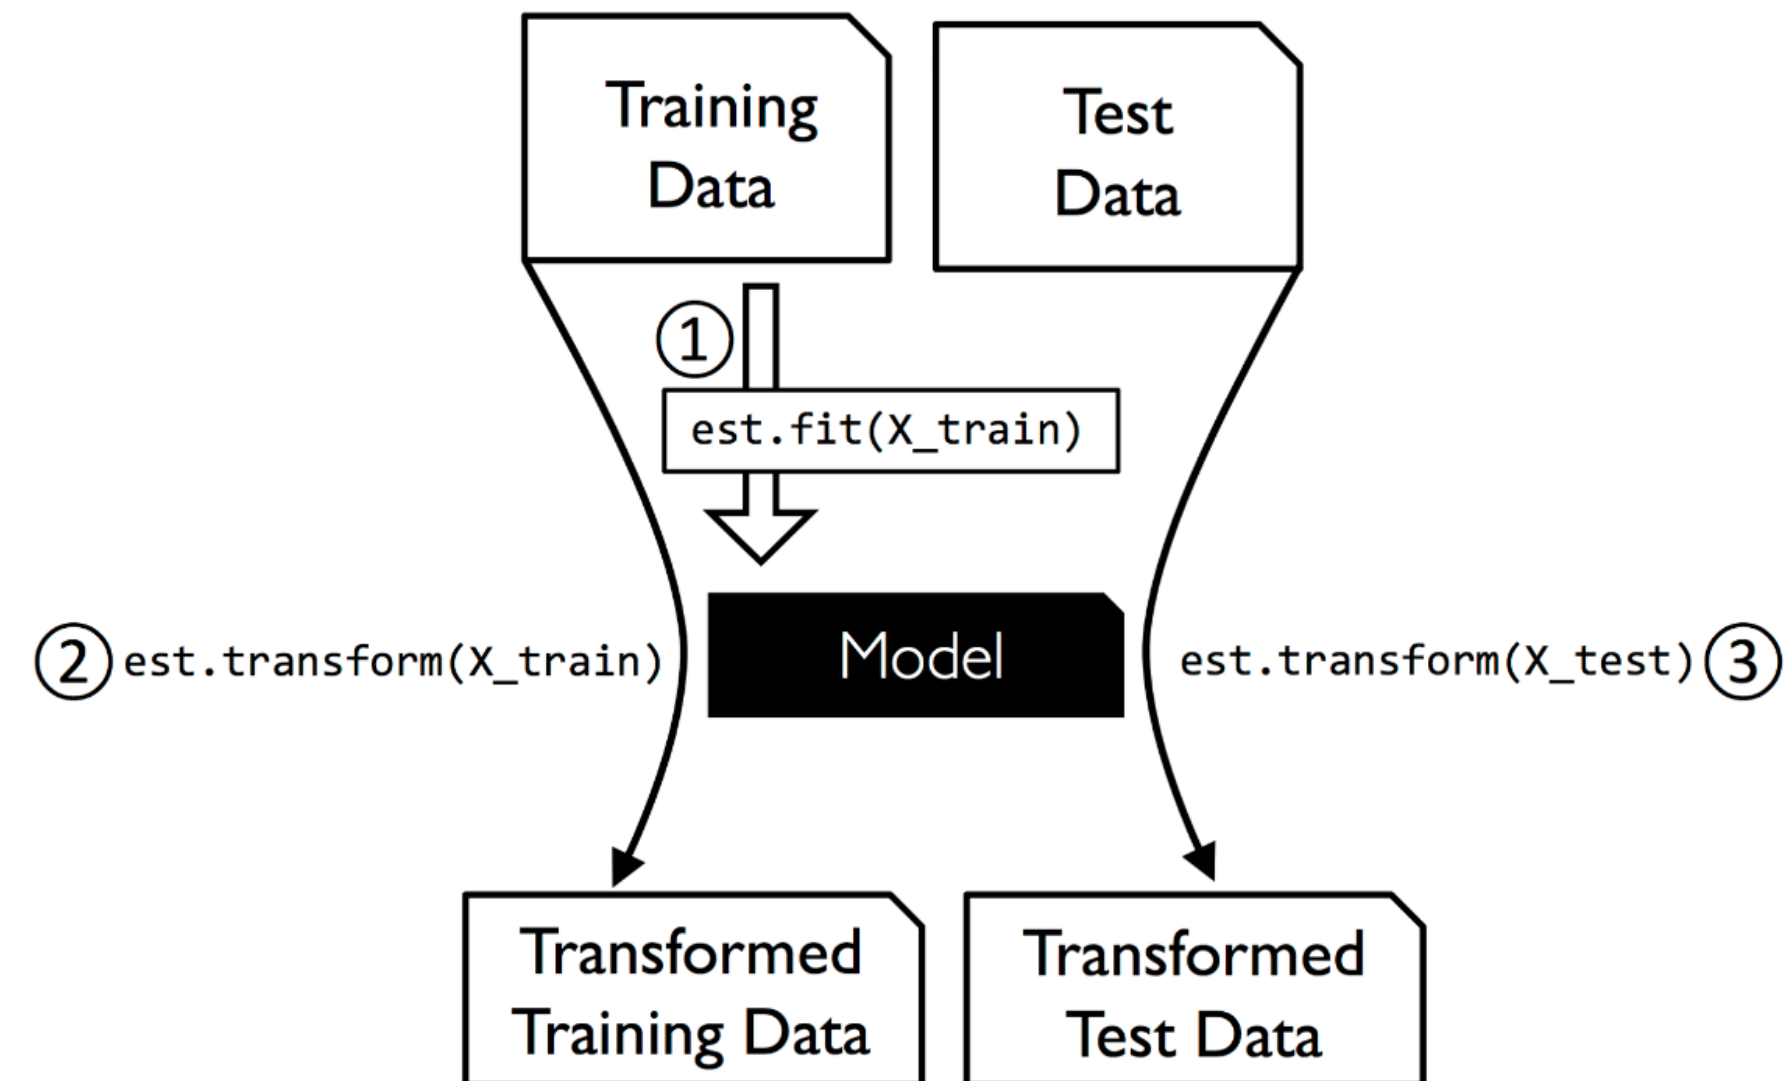 Training
Data
Test
Data
①
est.fit(X_train)
② est.transform(X_train)
Model
est.transform(X_test) ③
Transformed
Training Data
Transformed
Test Data